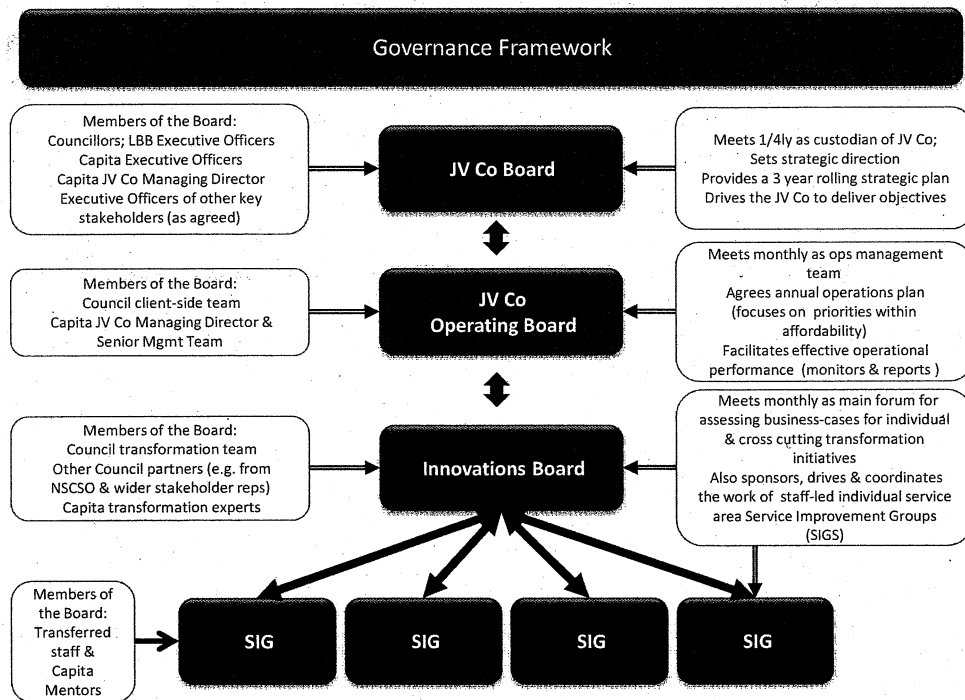 Governance Framework
Members of the Board:
Councillors; LBB Executive Officers
Capita Executive Officers
Capita JV Co Managing Director
Executive Officers of other key
stakeholders (as agreed)
JV Co Board
Meets 1/4ly as custodian of JV Co;
Sets strategic direction
Provides a 3 year rolling strategic plan
Drives the JV Co to deliver objectives
Members of the Board:
Council client-side team
Capita JV Co Managing Director &
Senior Mgmt Team
JV Co
Operating Board
Meets monthly as ops management
team
Agrees annual operations plan
(focuses on priorities within
affordability)
Facilitates effective operational
performance (monitors & reports )
Members of the Board:
Council transformation team
Other Council partners (e.g. from
NSCSO & wider stakeholder reps)
Capita transformation experts
Innovations Board
Meets monthly as main forum for
assessing business-cases for individual
& cross cutting transformation
initiatives
Also sponsors, drives & coordinates
the work of staff-led individual service
area Service Improvement Groups
(SIGS)
Members of
the Board:
Transferred
staff &
Capita
Mentors
SIG
SIG
SIG
SIG